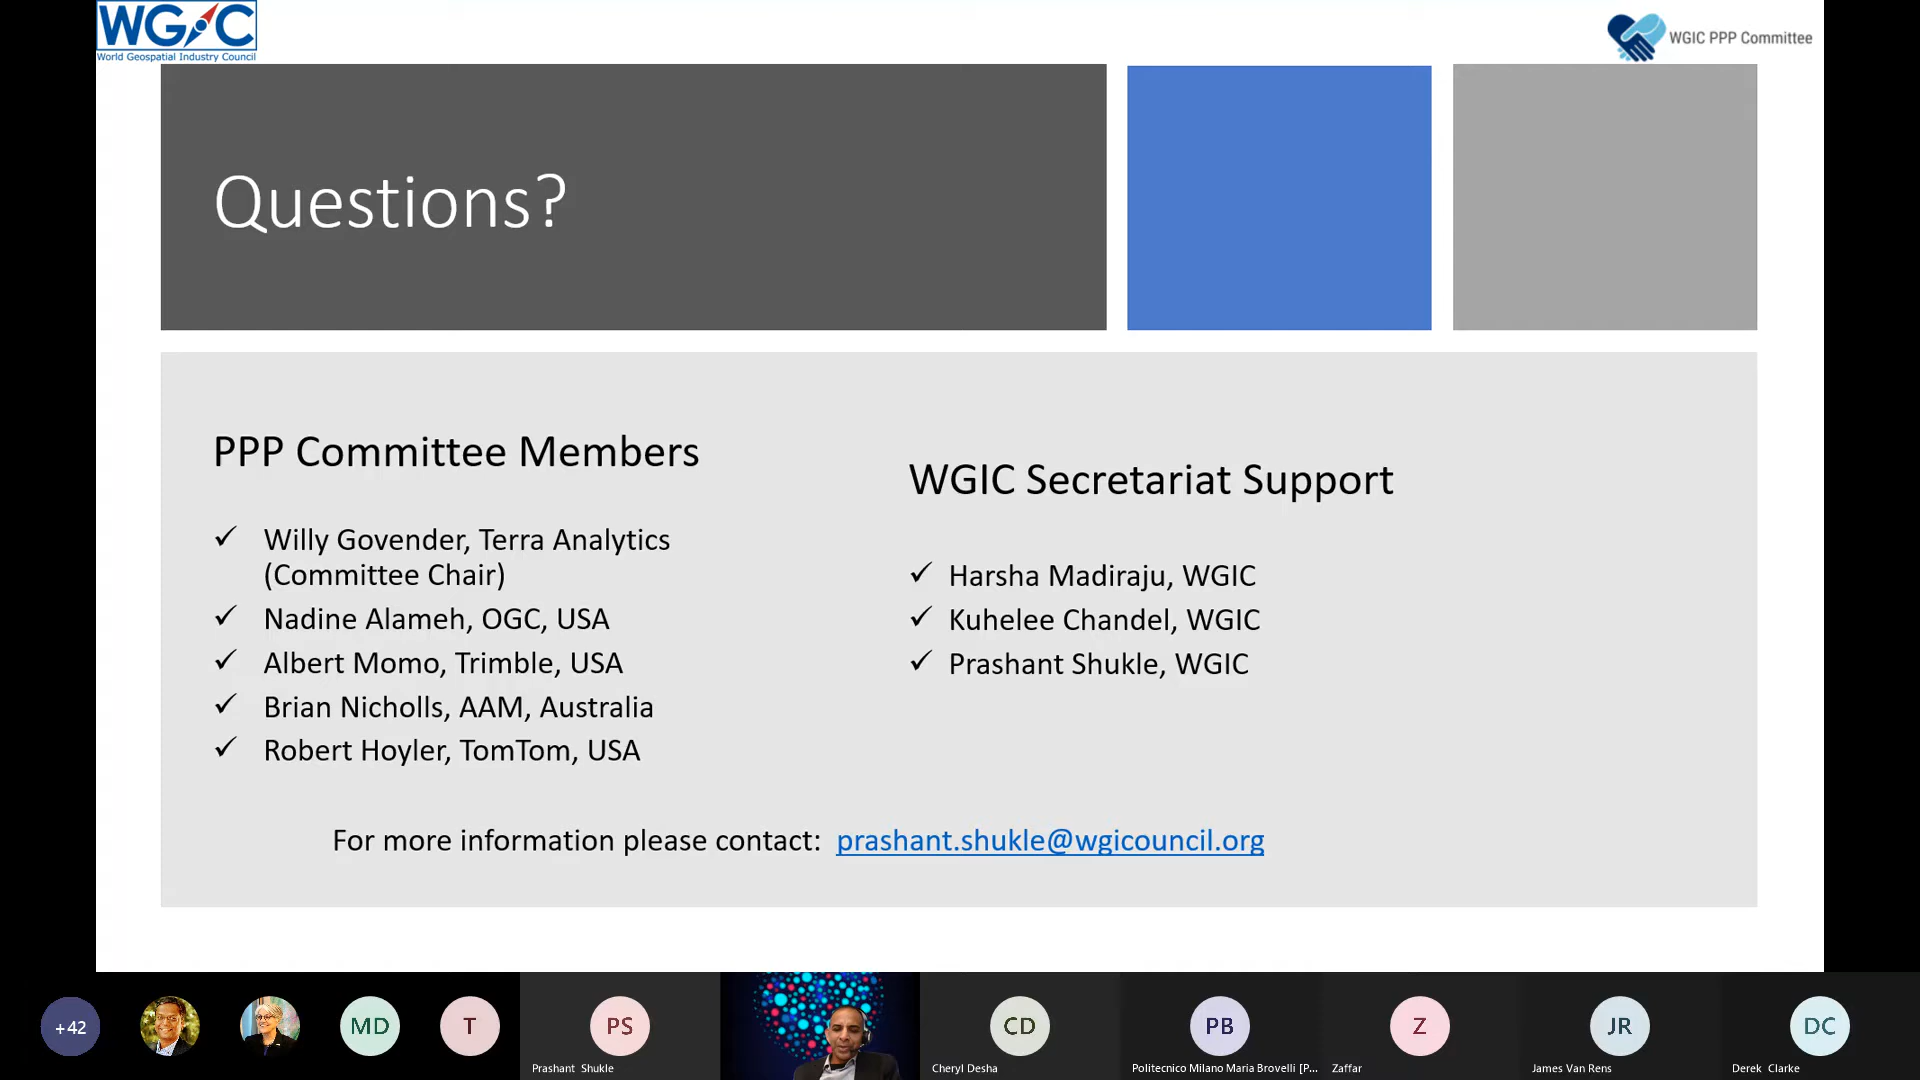 WGIC
World Geospatial Industry Council
WGIC PPP Committee
Questions?
PPP Committee Members
✓ Willy Govender, Terra Analytics
(Committee Chair)
✓ Nadine Alameh, OGC, USA
✓ Albert Momo, Trimble, USA
✓ Brian Nicholls, AAM, Australia
✓ Robert Hoyler, TomTom, USA
WGIC Secretariat Support
✓ Harsha Madiraju, WGIC
✓ Kuhelee Chandel, WGIC
✓ Prashant Shukle, WGIC
For more information please contact: prashant.shukle@wgicouncil.org
+42
MD
T
PS
Prashant Shukle
CD
Cheryl Desha
PB
Politecnico Milano Maria Brovelli [P...
Z
Zaffar
JR
James Van Rens
DC
Derek Clarke